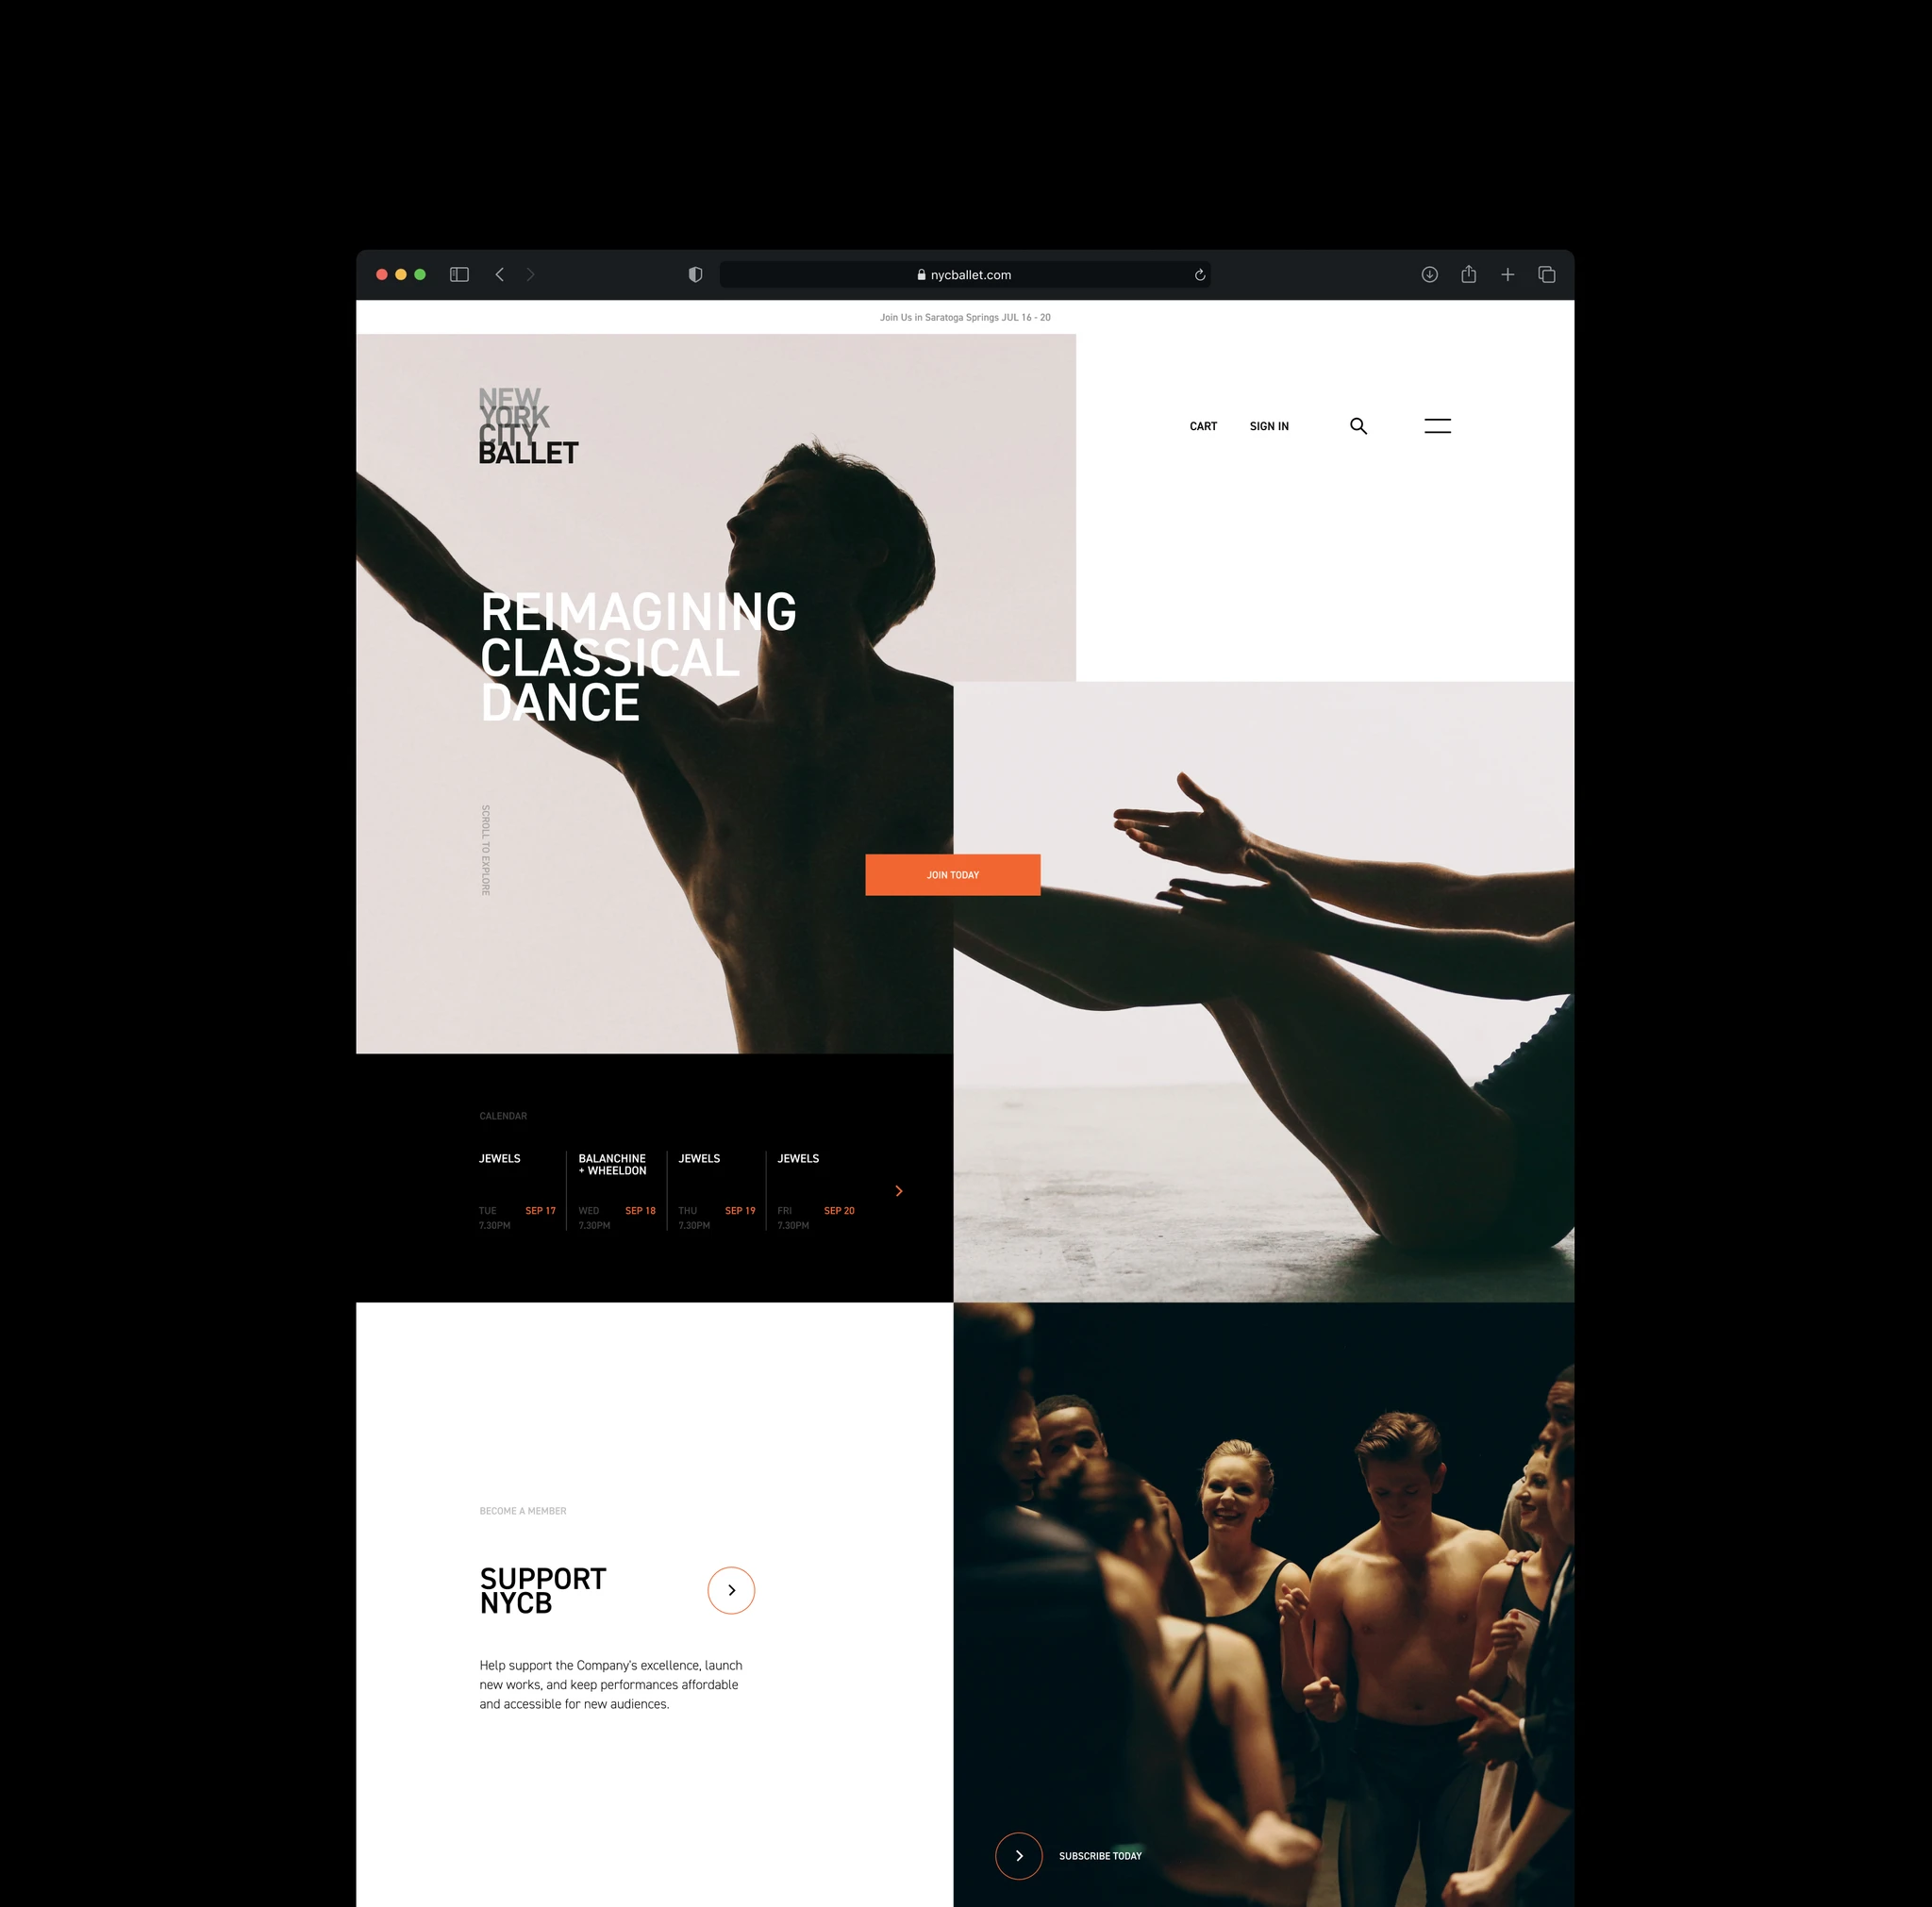 nycballet.com
Join Us in Saratoga Springs JUL 16 - 20
NEW
YORK
CITY
BALLET
CART
SIGN IN
REIMAGINING
CLASSICAL
DANCE
SCROLL TO EXPLORE
JOIN TODAY
CALENDAR
JEWELS
TUE SEP 17
7.30PM
BALANCHINE
+ WHEELDON
WED SEP 18
7.30PM
JEWELS
THU SEP 19
7.30PM
JEWELS
FRI SEP 20
7.30PM
BECOME A MEMBER
SUPPORT
NYCB
Help support the Company's excellence, launch
new works, and keep performances affordable
and accessible for new audiences.
SUBSCRIBE TODAY